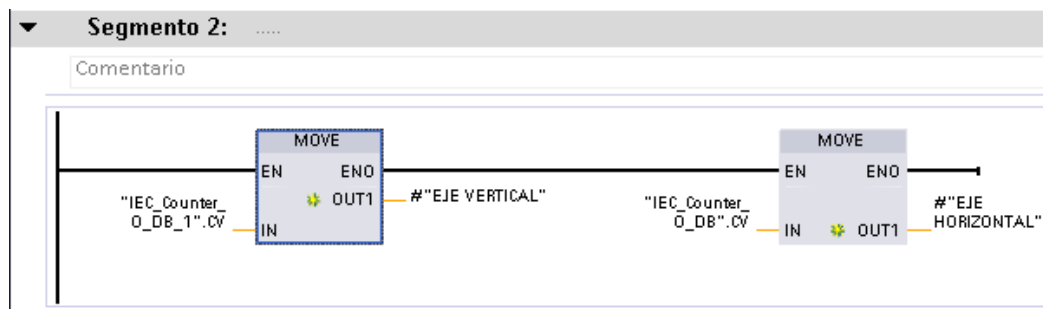 Segmento 2: .....
Comentario
MOVE
EN ENO
"IEC_Counter_
0_DB_1".CV
IN
OUT1
#"EJE VERTICAL"
MOVE
EN ENO
"IEC_Counter_
0_DB".CV
IN
OUT1
#"EJE
HORIZONTAL"